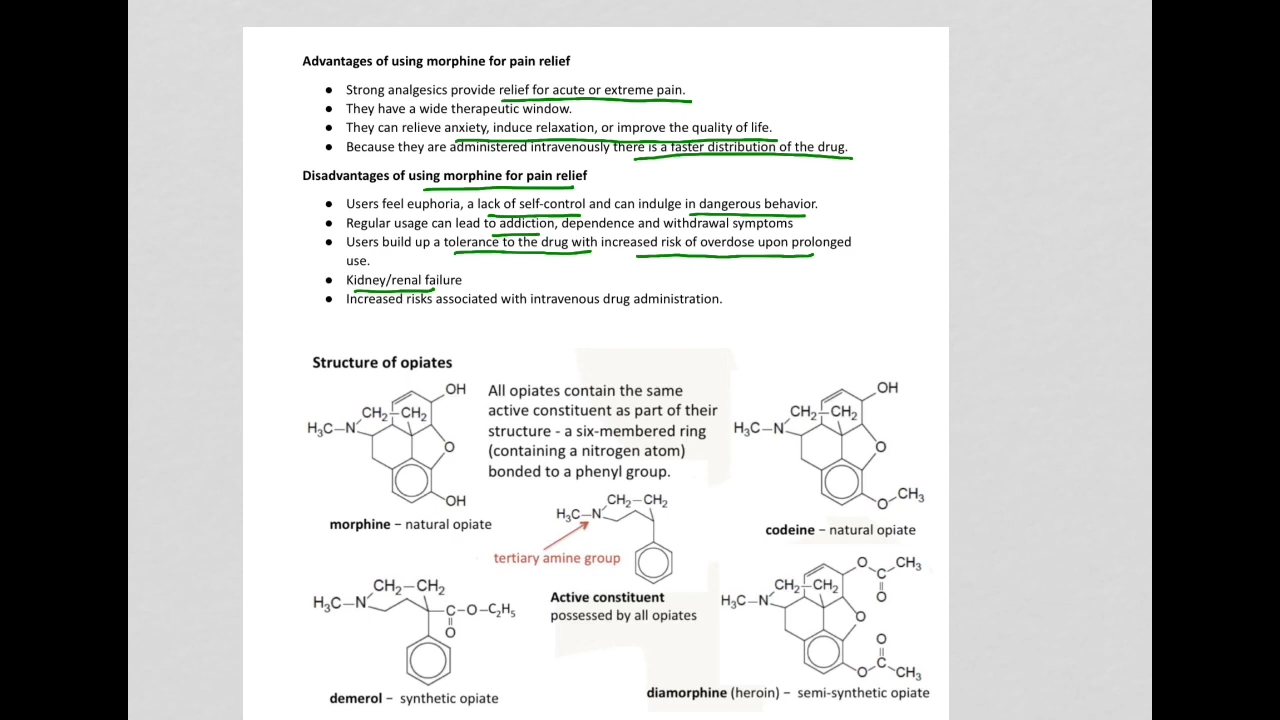 Advantages of using morphine for pain relief
● Strong analgesics provide relief for acute or extreme pain.
● They have a wide therapeutic window.
● They can relieve anxiety, induce relaxation, or improve the quality of life.
● Because they are administered intravenously there is a faster distribution of the drug.
Disadvantages of using morphine for pain relief
● Users feel euphoria, a lack of self-control and can indulge in dangerous behavior.
● Regular usage can lead to addiction, dependence and withdrawal symptoms
● Users build up a tolerance to the drug with increased risk of overdose upon prolonged
use.
● Kidney/renal failure
● Increased risks associated with intravenous drug administration.
Structure of opiates
OH
CH₂–CH₂
H₃C–N
O
OH
morphine – natural opiate
All opiates contain the same
active constituent as part of their
structure - a six-membered ring
(containing a nitrogen atom)
bonded to a phenyl group.
CH₂–CH₂
H₃C–N
tertiary amine group
Active constituent
possessed by all opiates
OH
CH₂–CH₂
H₃C–N
O
O CH₃
codeine – natural opiate
CH₂–CH₂
H₃C–N
C–O–C₂H₅
O
demerol – synthetic opiate
O C CH₃
O
CH₂–CH₂
H₃C–N
O
O
O C CH₃
diamorphine (heroin) – semi-synthetic opiate